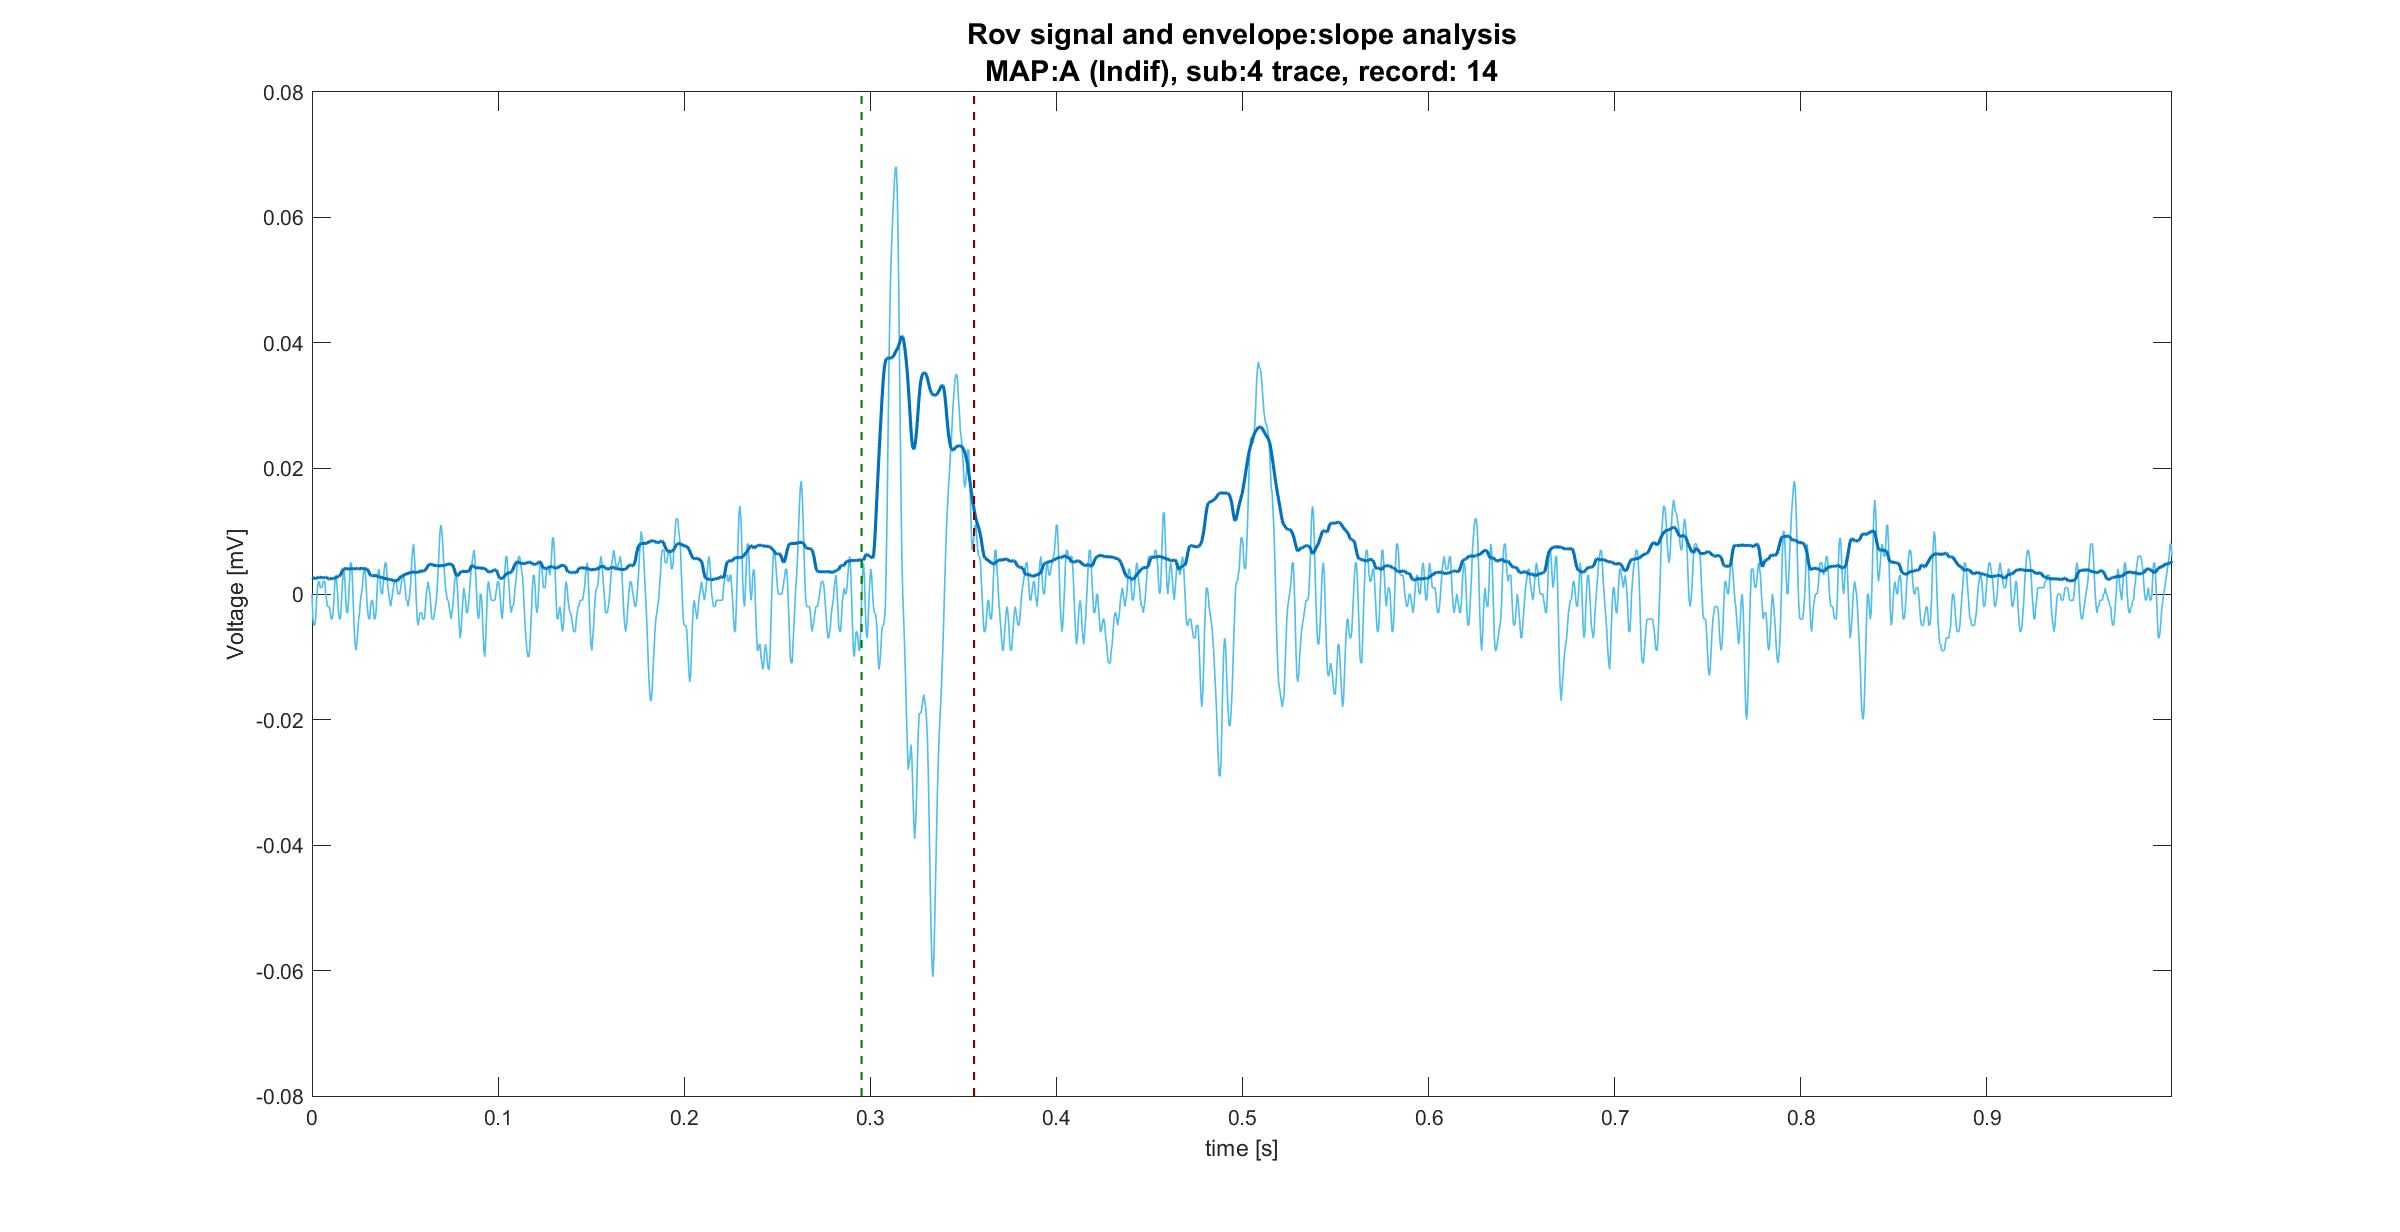 Rov signal and envelope:slope analysis
MAP:A (Indif), sub:4 trace, record: 14
0.08
0.06
0.04
0.02
0
-0.02
-0.04
-0.06
-0.08
Voltage [mV]
0 0.1 0.2 0.3 0.4 0.5 0.6 0.7 0.8 0.9
time [s]